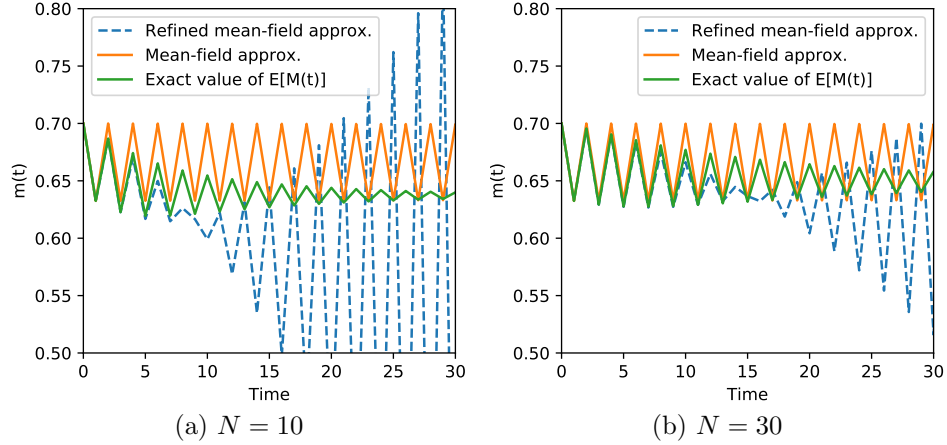 0.80
0.75
0.70
0.65
0.60
0.55
0.50
m(t)
Refined mean-field approx.
Mean-field approx.
Exact value of E[M(t)]
0 5 10 15 20 25 30
Time
(a) N = 10
0.80
0.75
0.70
0.65
0.60
0.55
0.50
m(t)
Refined mean-field approx.
Mean-field approx.
Exact value of E[M(t)]
0 5 10 15 20 25 30
Time
(b) N = 30